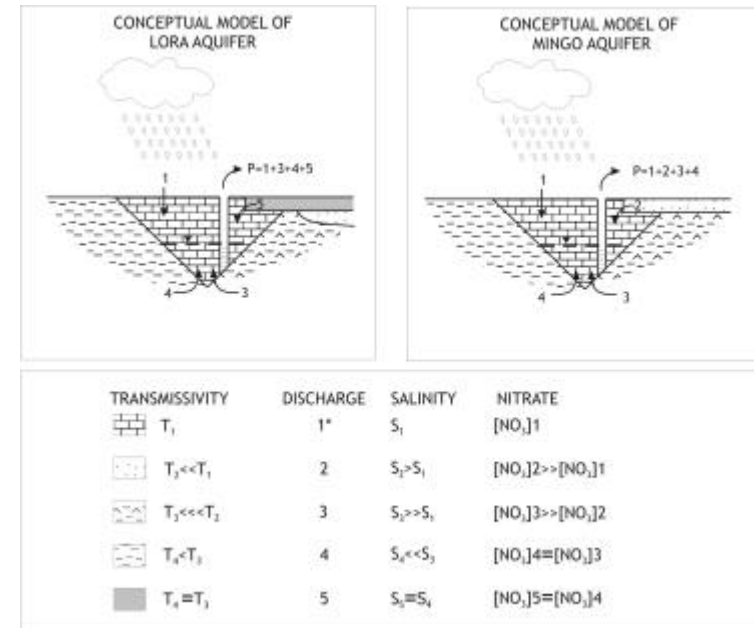 CONCEPTUAL MODEL OF
LORA AQUIFER
P=1+3+4+5
1
5
4
3
CONCEPTUAL MODEL OF
MINGO AQUIFER
P=1+2+3+4
1
2
4
3
TRANSMISSIVITY DISCHARGE SALINITY NITRATE
T₁ 1* S₁ [NO₃]1
T₂<<T₁ 2 S₂>S₁ [NO₃]2>>[NO₃]1
T₃<<<T₂ 3 S₃>>S₁ [NO₃]3>>[NO₃]2
T₄<T₃ 4 S₄<<S₃ [NO₃]4=[NO₃]3
T₄=T₃ 5 S₅=S₄ [NO₃]5=[NO₃]4